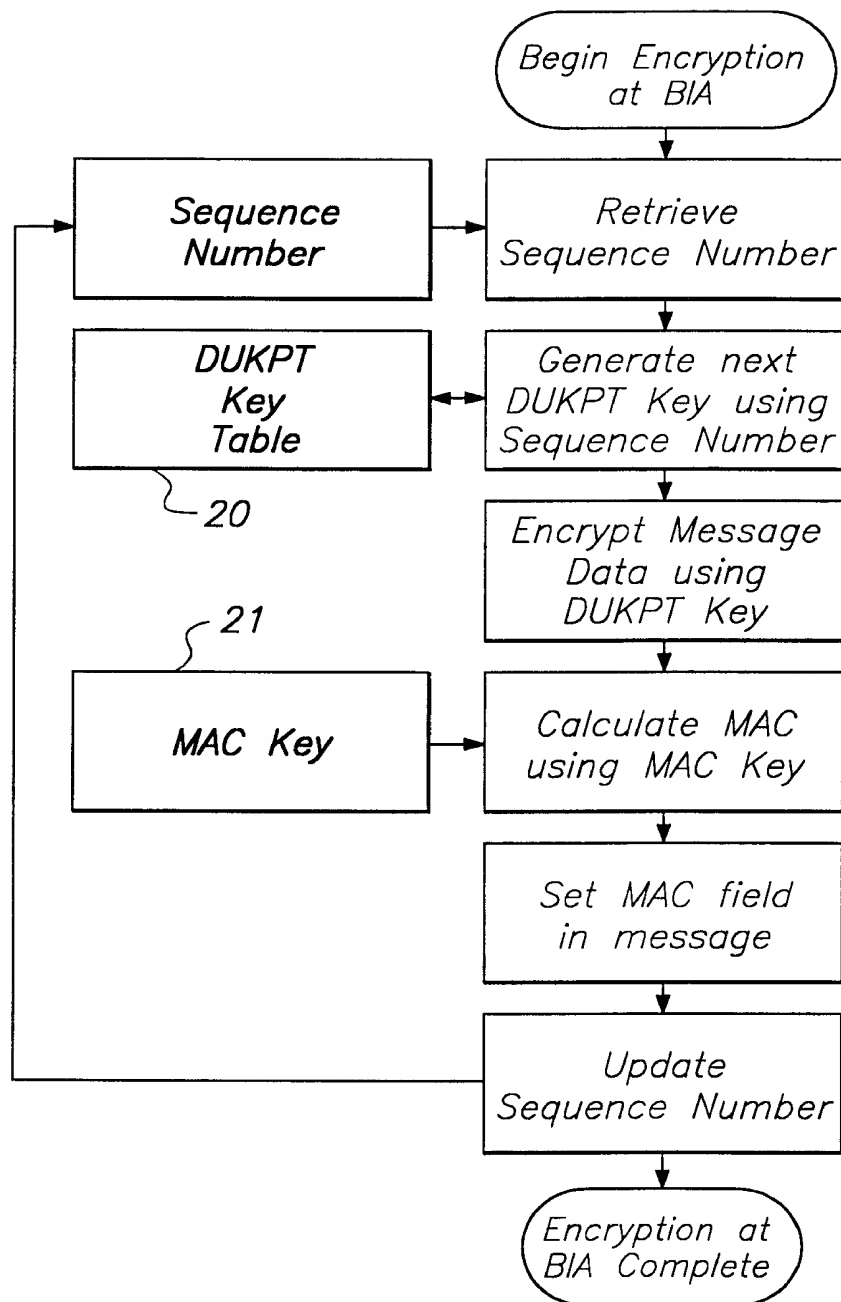 Begin Encryption
at BIA
Sequence
Number
Retrieve
Sequence Number
DUKPT
Key
Table
Generate next
DUKPT Key using
Sequence Number
20
Encrypt Message
Data using
DUKPT Key
21
MAC Key
Calculate MAC
using MAC Key
Set MAC field
in message
Update
Sequence Number
Encryption at
BIA Complete